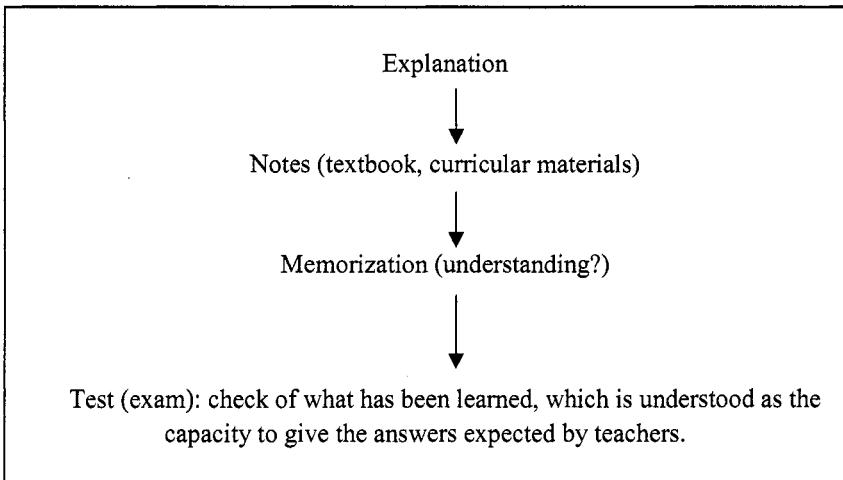 Explanation
Notes (textbook, curricular materials)
Memorization (understanding?)
Test (exam): check of what has been learned, which is understood as the
capacity to give the answers expected by teachers.